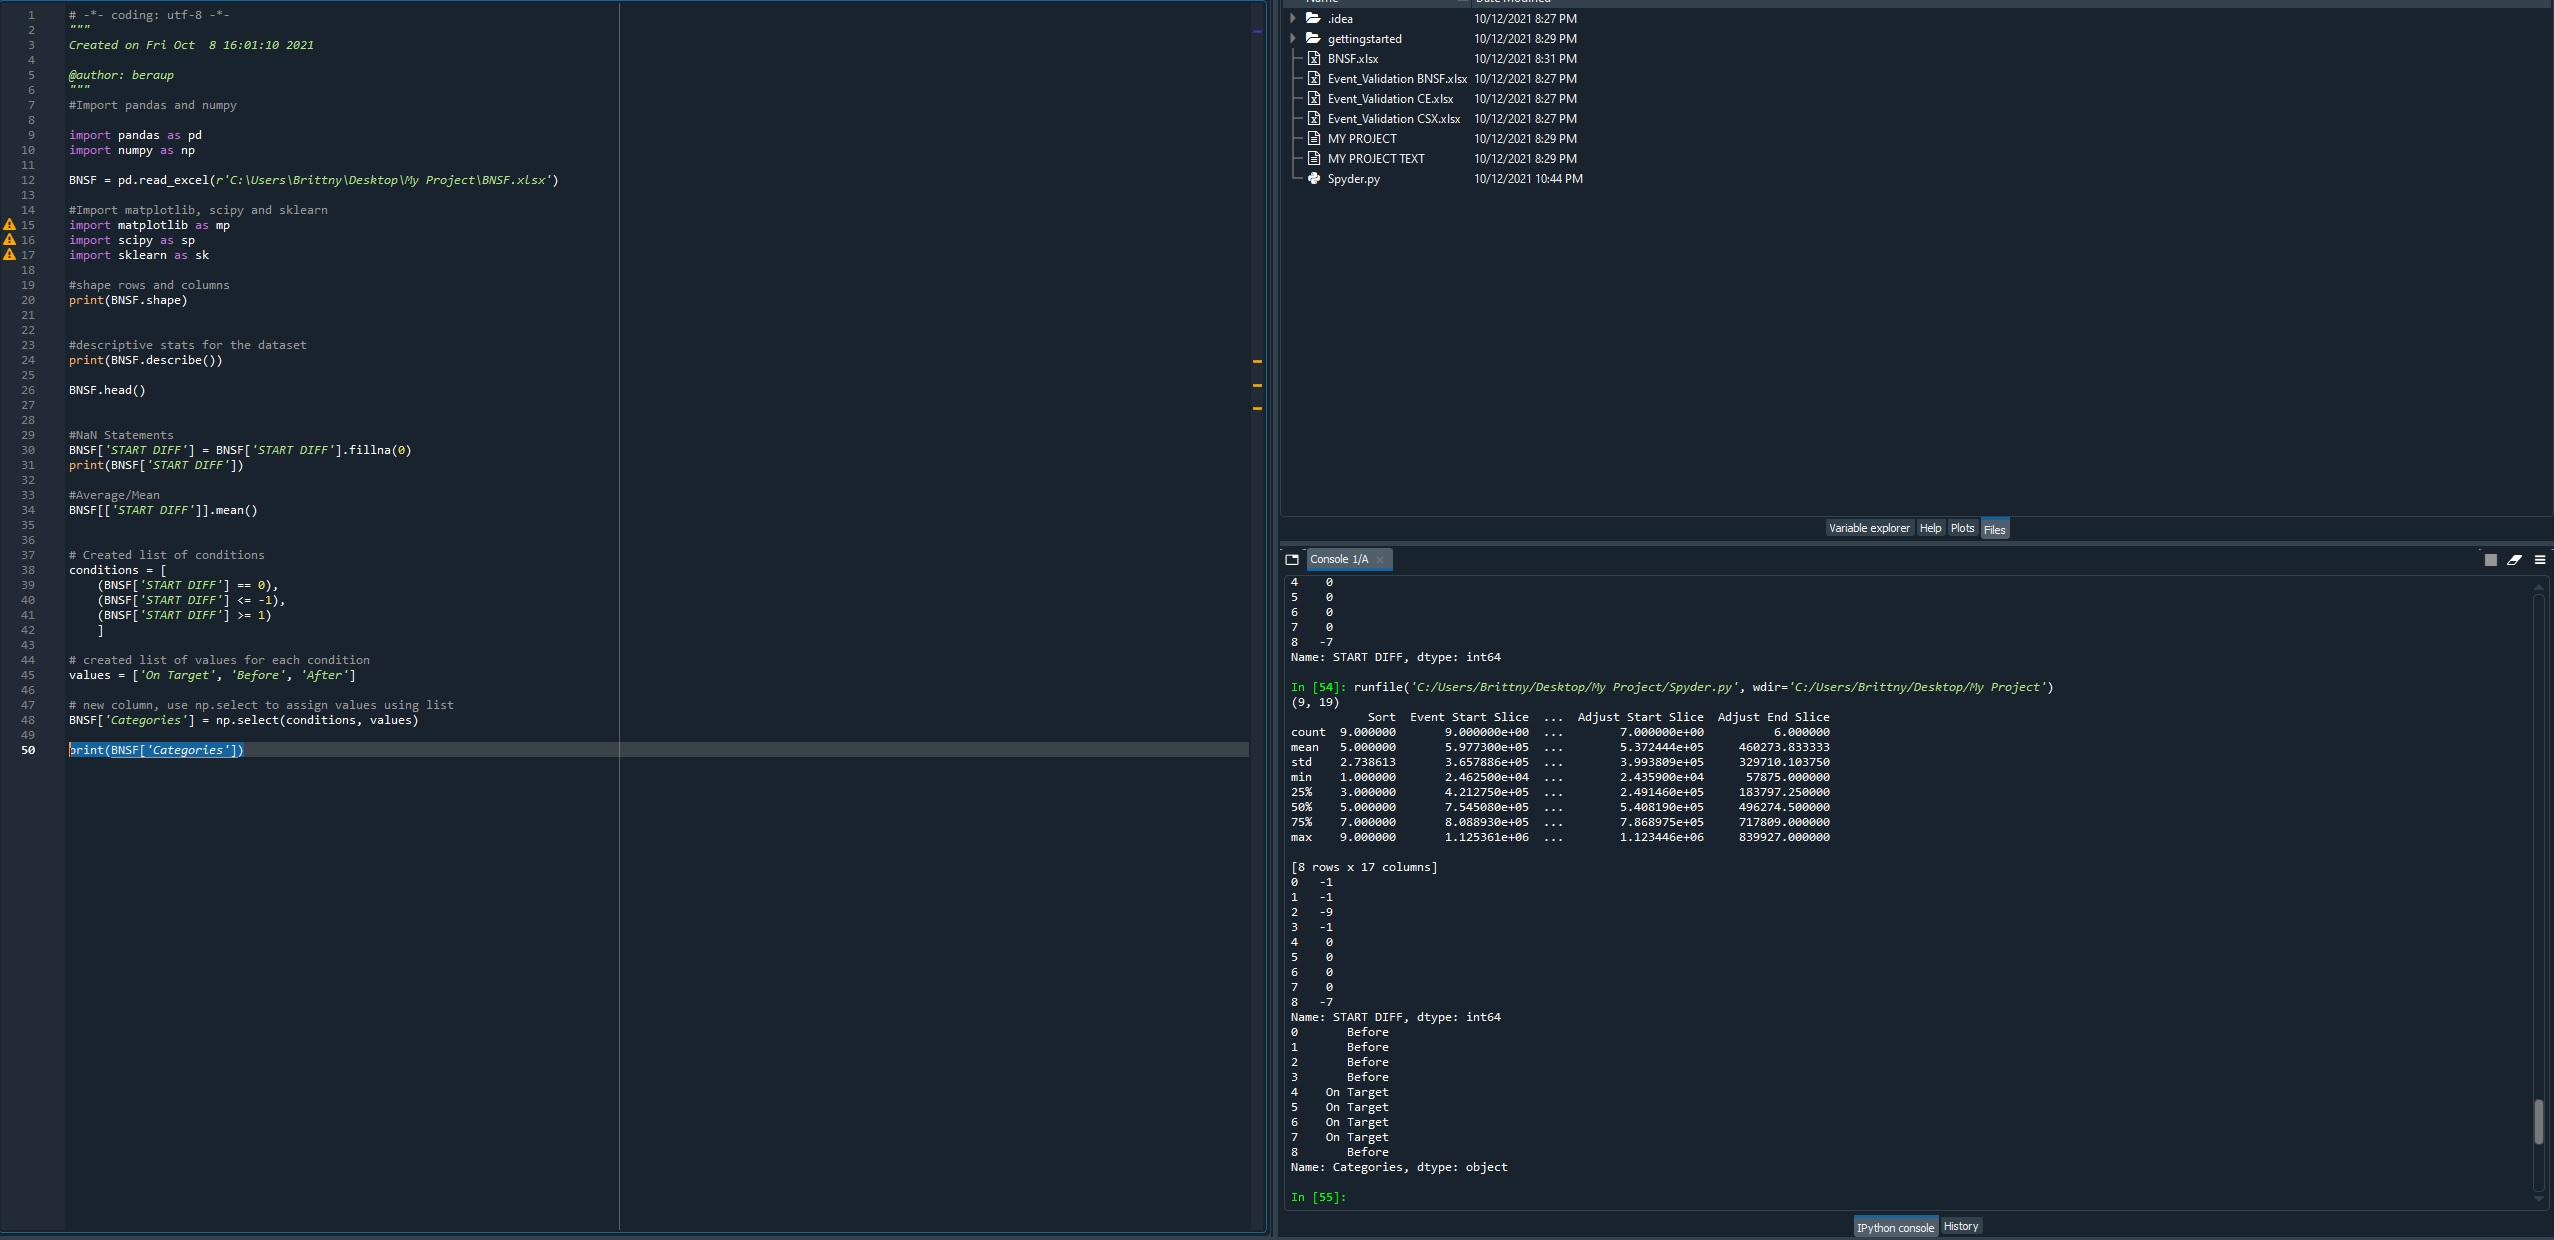 1 # -*- coding: utf-8 -*-
2 """
3 Created on Fri Oct  8 16:01:10 2021
4
5 @author: beraup
6 """
7 #Import pandas and numpy
8
9 import pandas as pd
10 import numpy as np
11
12 BNSF = pd.read_excel(r'C:\Users\Brittny\Desktop\My Project\BNSF.xlsx')
13
14 #Import matplotlib, scipy and sklearn
15 import matplotlib as mp
16 import scipy as sp
17 import sklearn as sk
18
19 #shape rows and columns
20 print(BNSF.shape)
21
22
23 #descriptive stats for the dataset
24 print(BNSF.describe())
25
26 BNSF.head()
27
28
29 #NaN Statements
30 BNSF['START DIFF'] = BNSF['START DIFF'].fillna(0)
31 print(BNSF['START DIFF'])
32
33 #Average/Mean
34 BNSF[['START DIFF']].mean()
35
36
37 # Created list of conditions
38 conditions = [
39     (BNSF['START DIFF'] == 0),
40     (BNSF['START DIFF'] <= -1),
41     (BNSF['START DIFF'] >= 1)
42     ]
43
44 # created list of values for each condition
45 values = ['On Target', 'Before', 'After']
46
47 # new column, use np.select to assign values using list
48 BNSF['Categories'] = np.select(conditions, values)
49
50 print(BNSF['Categories'])
Name Date Modified
.idea 10/12/2021 8:27 PM
gettingstarted 10/12/2021 8:29 PM
BNSF.xlsx 10/12/2021 8:31 PM
Event_Validation BNSF.xlsx 10/12/2021 8:27 PM
Event_Validation CE.xlsx 10/12/2021 8:27 PM
Event_Validation CSX.xlsx 10/12/2021 8:27 PM
MY PROJECT 10/12/2021 8:29 PM
MY PROJECT TEXT 10/12/2021 8:29 PM
Spyder.py 10/12/2021 10:44 PM
Variable explorer Help Plots Files
Console 1/A
4    0
5    0
6    0
7    0
8   -7
Name: START DIFF, dtype: int64
In [54]: runfile('C:/Users/Brittny/Desktop/My Project/Spyder.py', wdir='C:/Users/Brittny/Desktop/My Project')
(9, 19)
Sort  Event Start Slice  ...  Adjust Start Slice  Adjust End Slice
count  9.000000       9.000000e+00  ...        7.000000e+00          6.000000
mean   5.000000       5.977300e+05  ...        5.372444e+05     460273.833333
std    2.738613       3.657886e+05  ...        3.993809e+05     329710.103750
min    1.000000       2.462500e+04  ...        2.435900e+04      57875.000000
25%    3.000000       4.212750e+05  ...        2.491460e+05     183797.250000
50%    5.000000       7.545080e+05  ...        5.408190e+05     496274.500000
75%    7.000000       8.088930e+05  ...        7.868975e+05     717809.000000
max    9.000000       1.125361e+06  ...        1.123446e+06     839927.000000
[8 rows x 17 columns]
0   -1
1   -1
2   -9
3   -1
4    0
5    0
6    0
7    0
8   -7
Name: START DIFF, dtype: int64
0       Before
1       Before
2       Before
3       Before
4    On Target
5    On Target
6    On Target
7    On Target
8       Before
Name: Categories, dtype: object
In [55]:
IPython console History